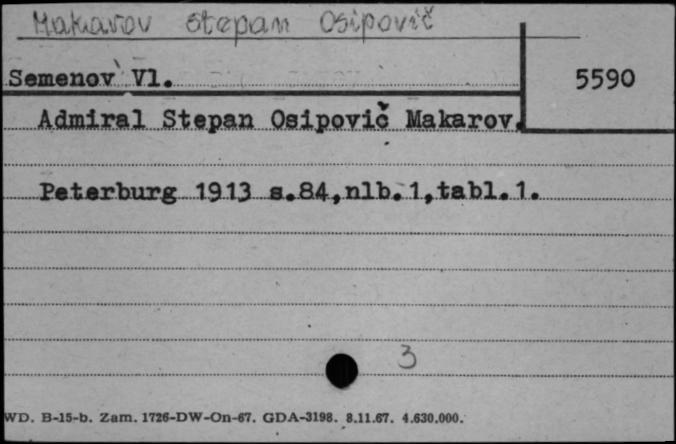 Makarov Stepan Osipovič
Semenov Vl.
5590
Admiral Stepan Osipovič Makarov.
Peterburg 1913 s.84,nlb.1,tabl.1.
3
WD. B-15-b. Zam. 1726-DW-On-67. GDA-3198. 8.11.67. 4.630.000.